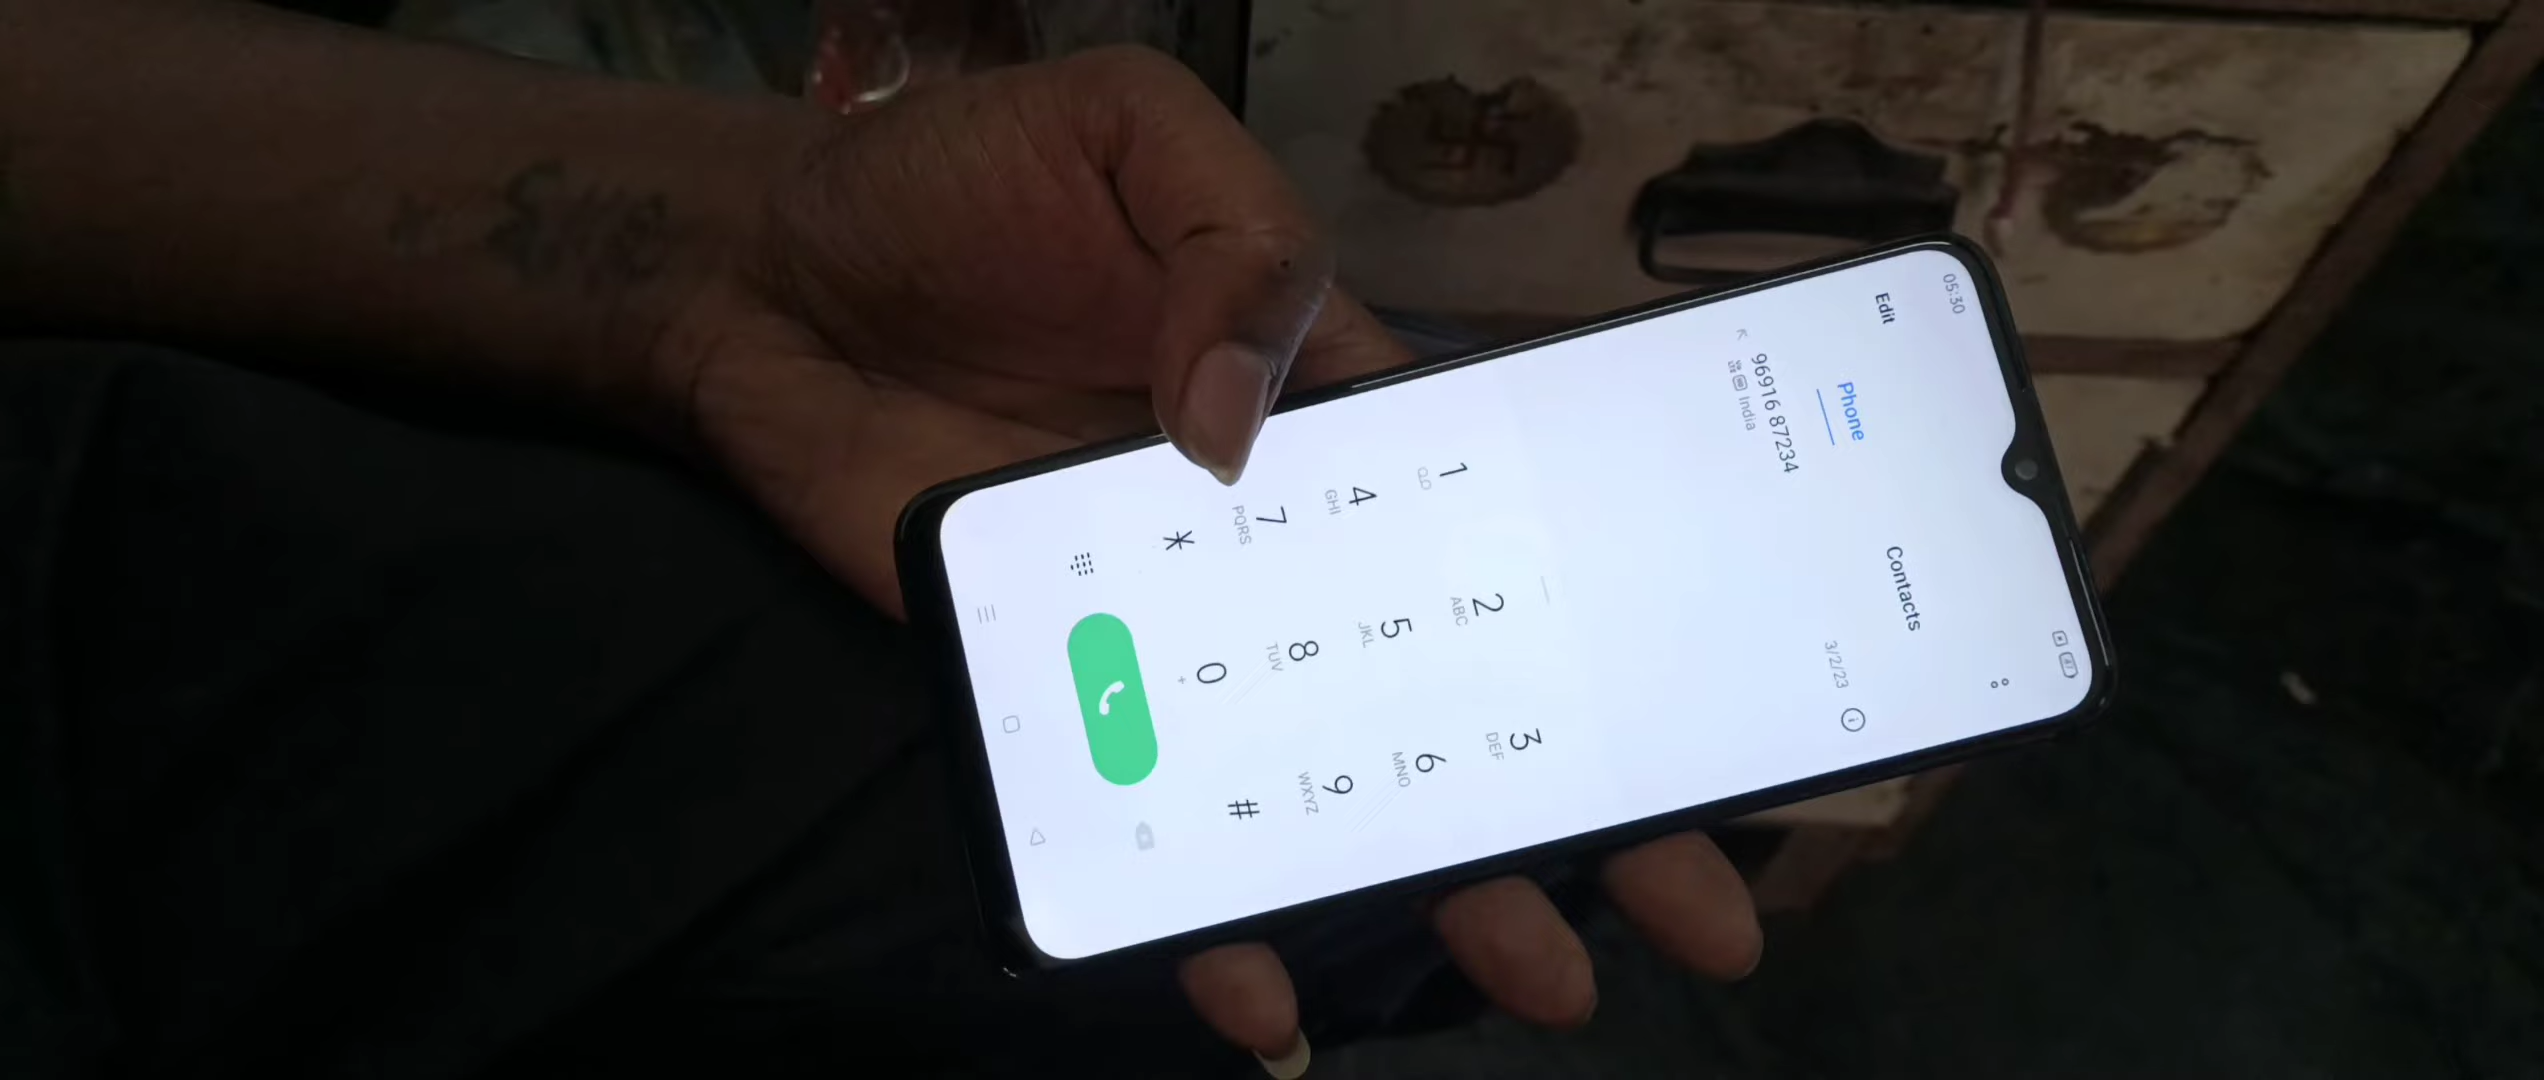 05:30
Edit
Phone Contacts
96916 87234 3/2/23
India
1 2 3
ABC DEF
4 5 6
GHI JKL MNO
7 8 9
PQRS TUV WXYZ
* 0 #
+